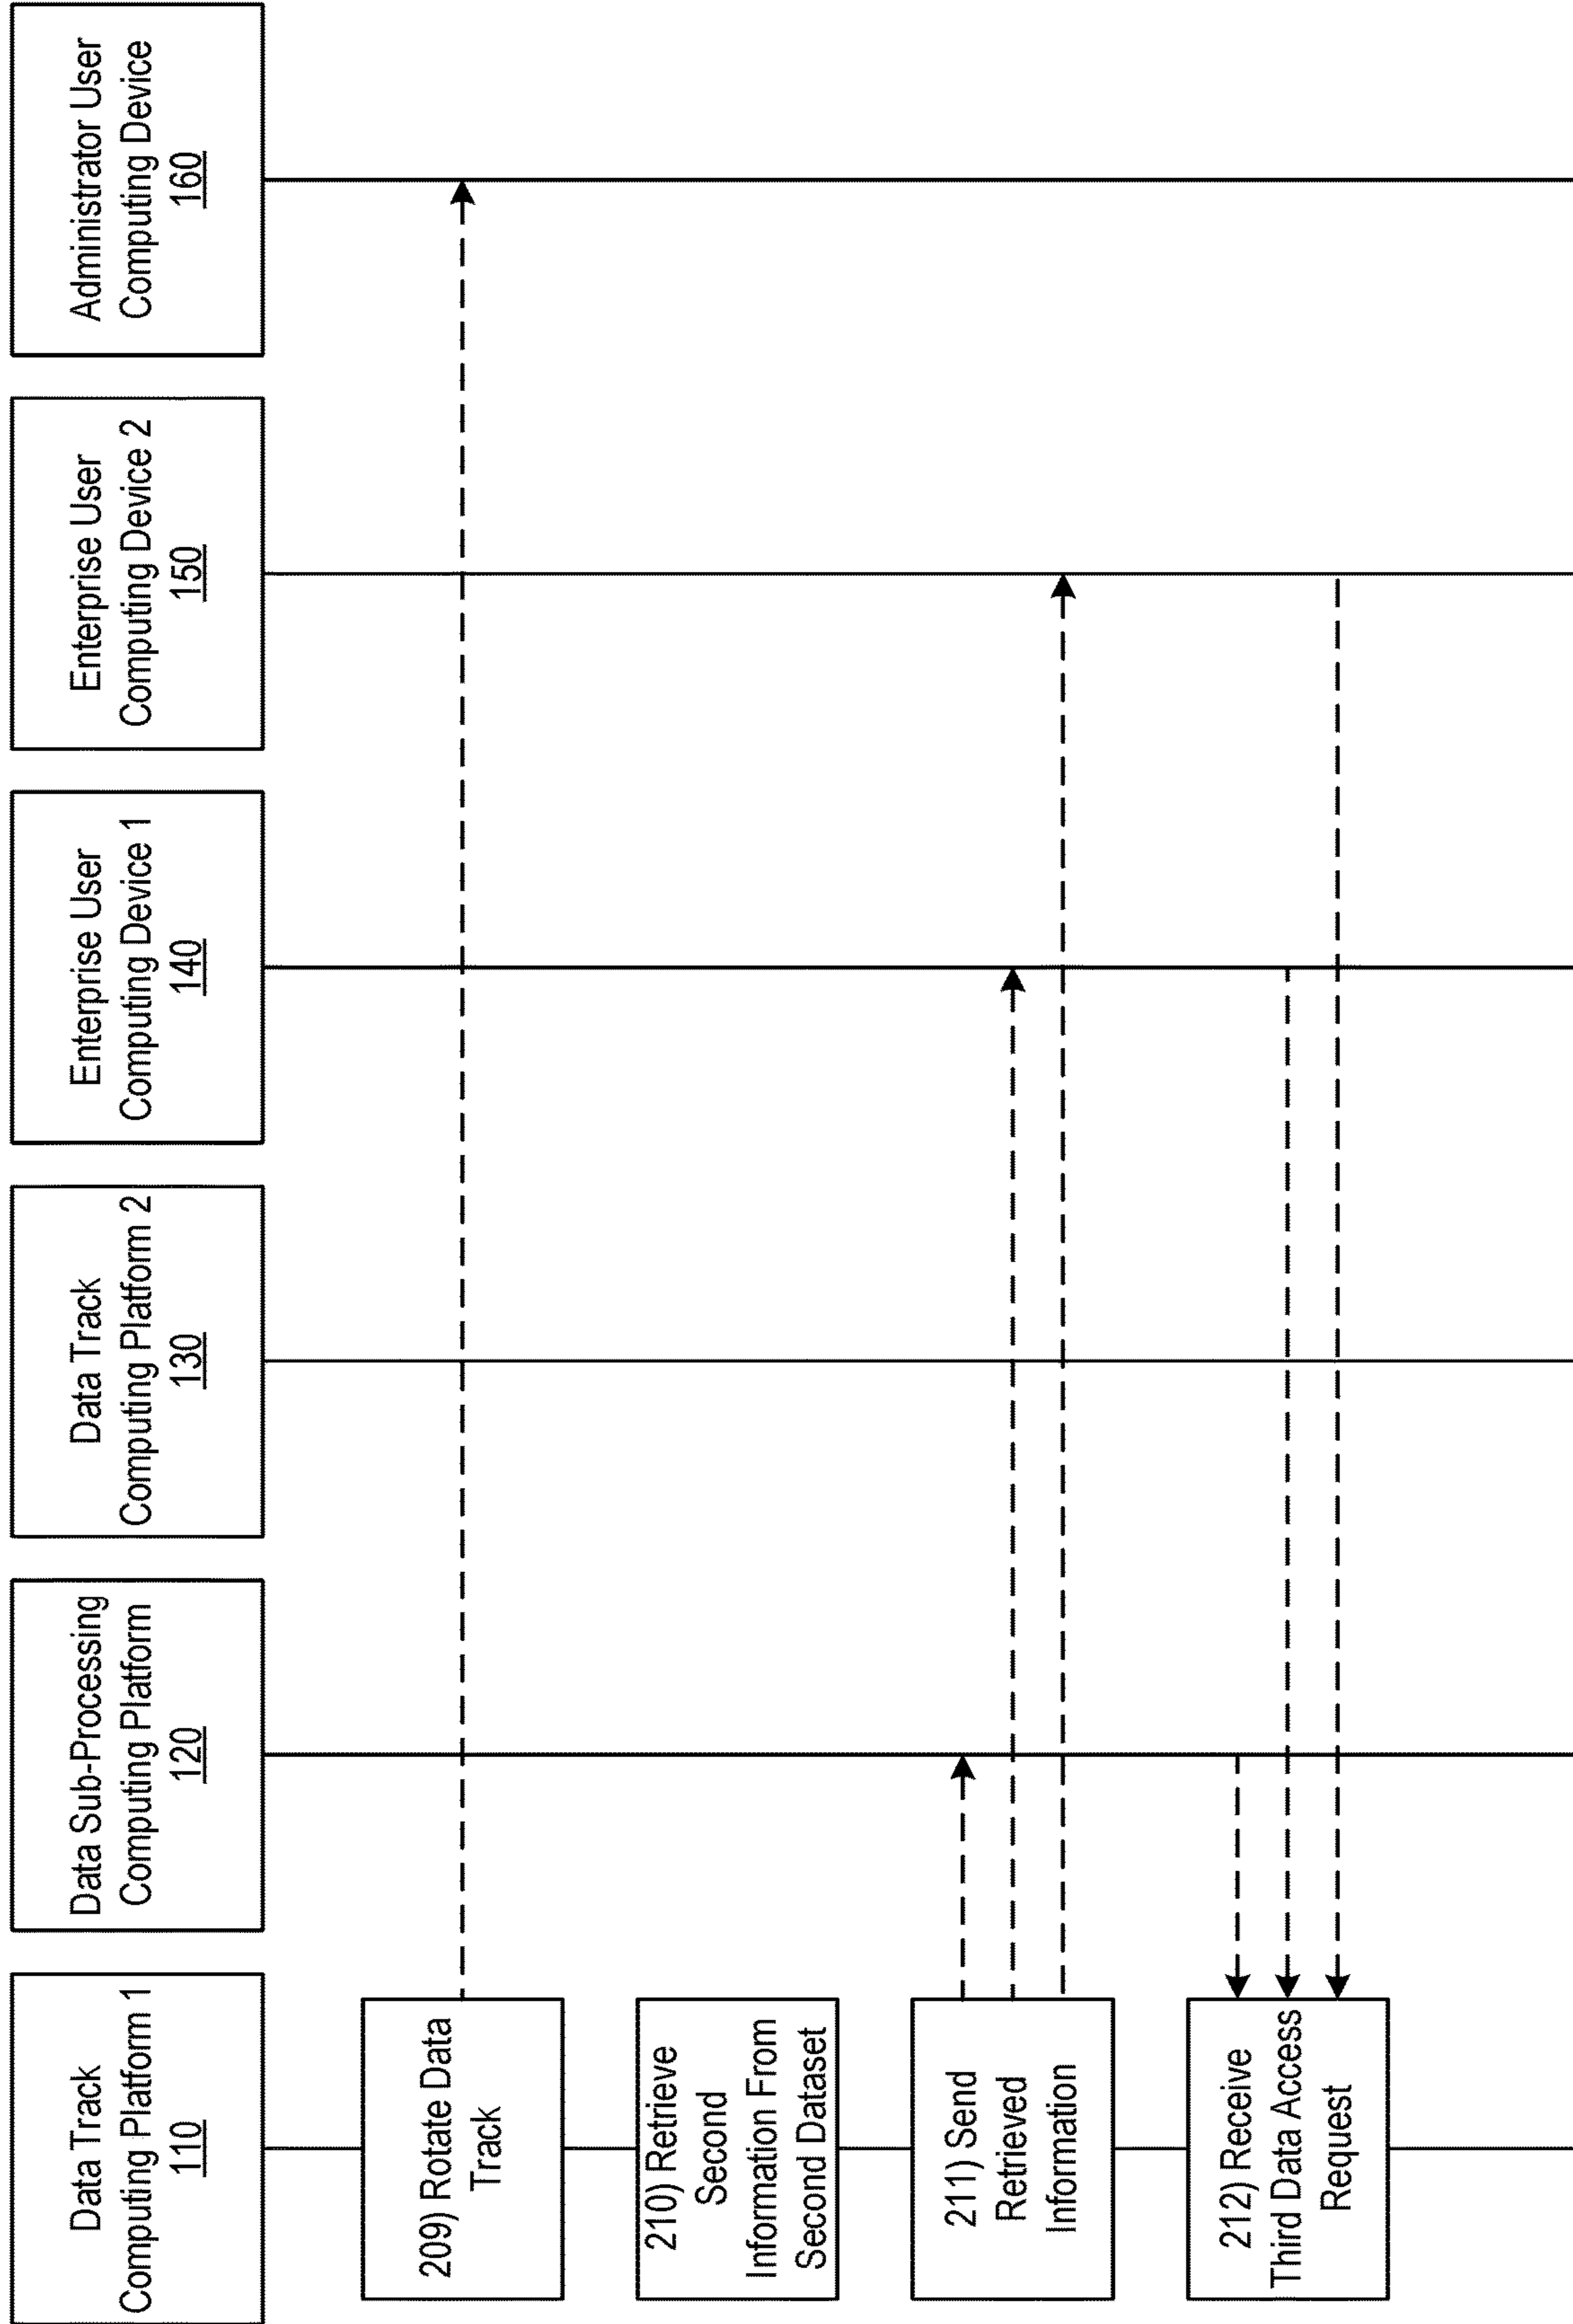 Data Track
Computing Platform 1
110
Data Sub-Processing
Computing Platform
120
Data Track
Computing Platform 2
130
Enterprise User
Computing Device 1
140
Enterprise User
Computing Device 2
150
Administrator User
Computing Device
160
209) Rotate Data
Track
210) Retrieve
Second
Information From
Second Dataset
2111) Send
Retrieved
Information
212) Receive
Third Data Access
Request